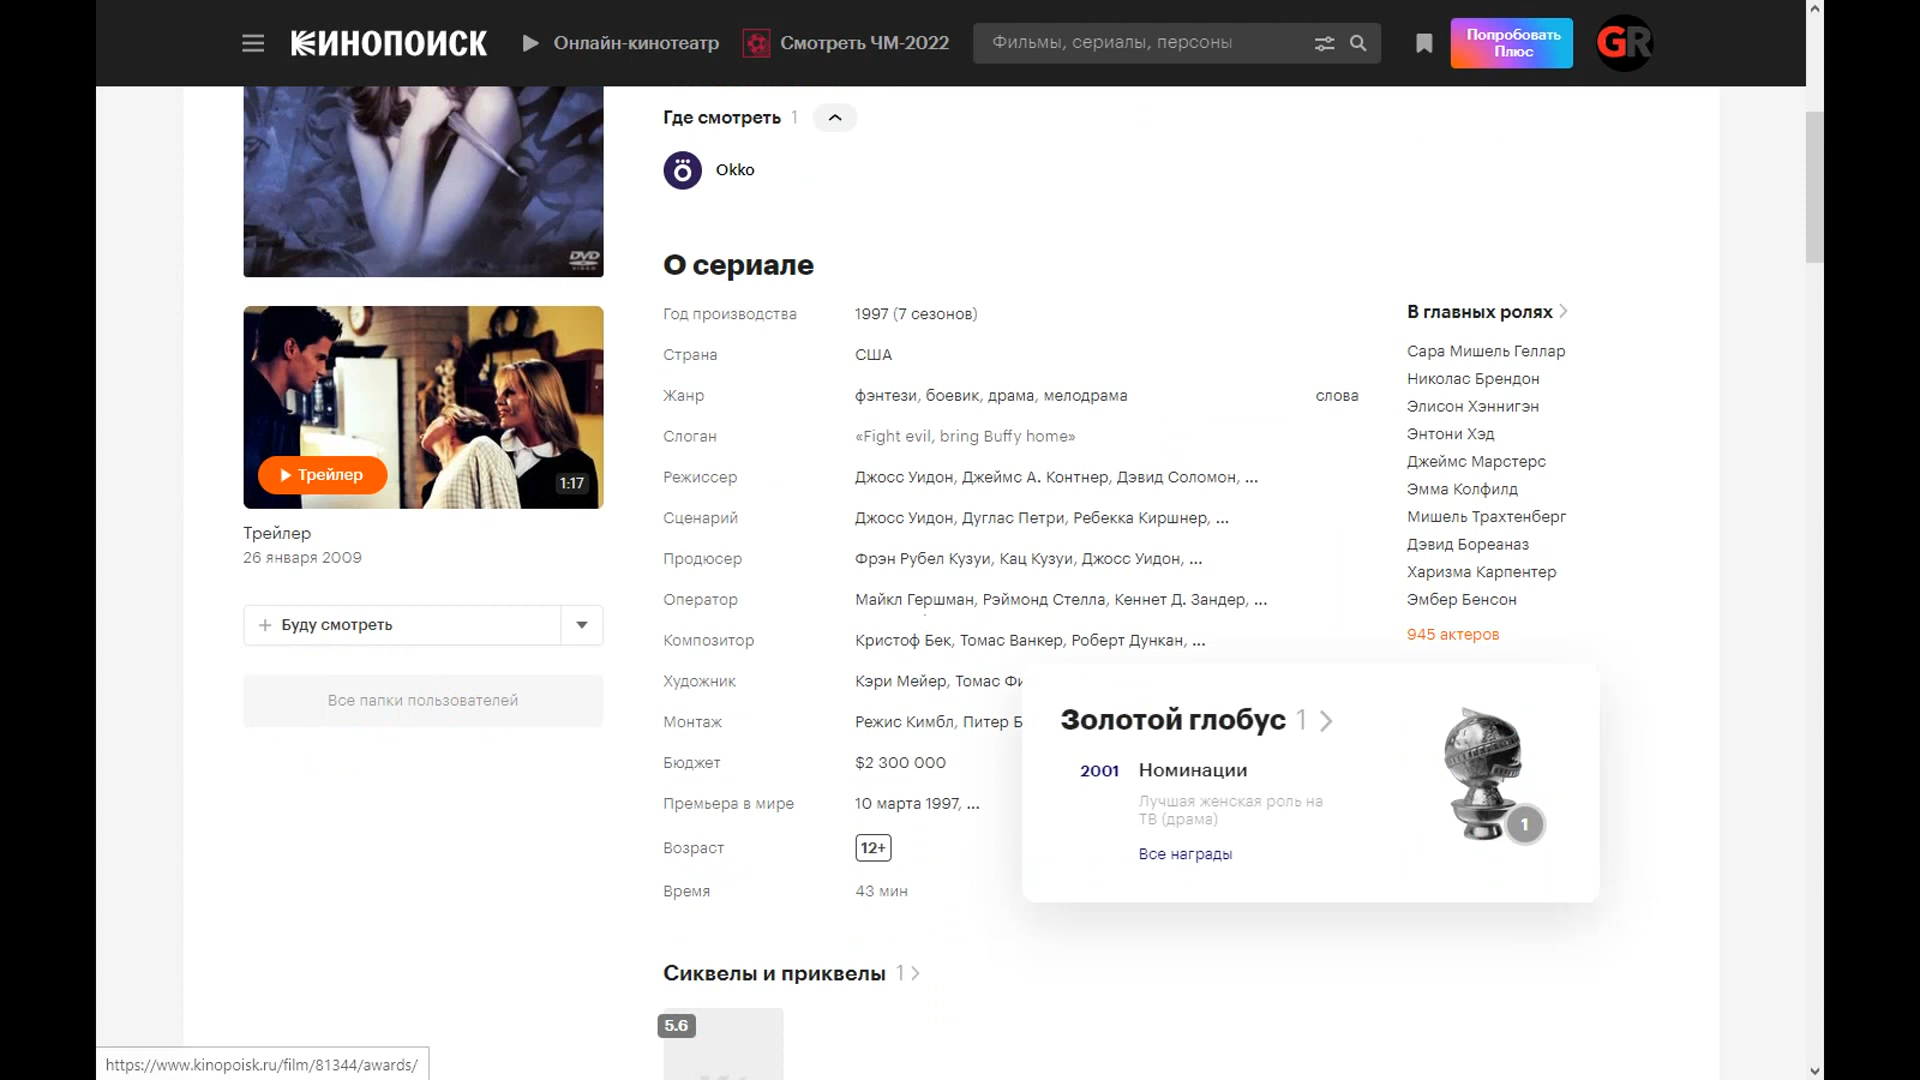 КИНОПОИСК
Онлайн-кинотеатр
Смотреть ЧМ-2022
Фильмы, сериалы, персоны
Попробовать
Плюс
GR
Где смотреть 1
Okko
DVD
VIDEO
О сериале
Год производства 1997 (7 сезонов)
Страна США
Жанр фэнтези, боевик, драма, мелодрама слова
Слоган «Fight evil, bring Buffy home»
Режиссер Джосс Уидон, Джеймс А. Контнер, Дэвид Соломон, ...
Сценарий Джосс Уидон, Дуглас Петри, Ребекка Киршнер, ...
Продюсер Фрэн Рубел Кузуи, Кац Кузуи, Джосс Уидон, ...
Оператор Майкл Гершман, Рэймонд Стелла, Кеннет Д. Зандер, ...
Композитор Кристоф Бек, Томас Ванкер, Роберт Дункан, ...
Художник Кэри Мейер, Томас
Монтаж Режис Кимбл, Питер
Бюджет $2 300 000
Премьера в мире 10 марта 1997, ...
Возраст 12+
Время 43 мин
В главных ролях
Сара Мишель Геллар
Николас Брендон
Элисон Хэннигэн
Энтони Хэд
Джеймс Марстерс
Эмма Колфилд
Мишель Трахтенберг
Дэвид Бореаназ
Харизма Карпентер
Эмбер Бенсон
945 актеров
Трейлер
1:17
Трейлер
26 января 2009
Буду смотреть
Все папки пользователей
Золотой глобус 1
2001 Номинации
Лучшая женская роль на
ТВ (драма)
Все награды
1
Сиквелы и приквелы 1
5.6
https://www.kinopoisk.ru/film/81344/awards/